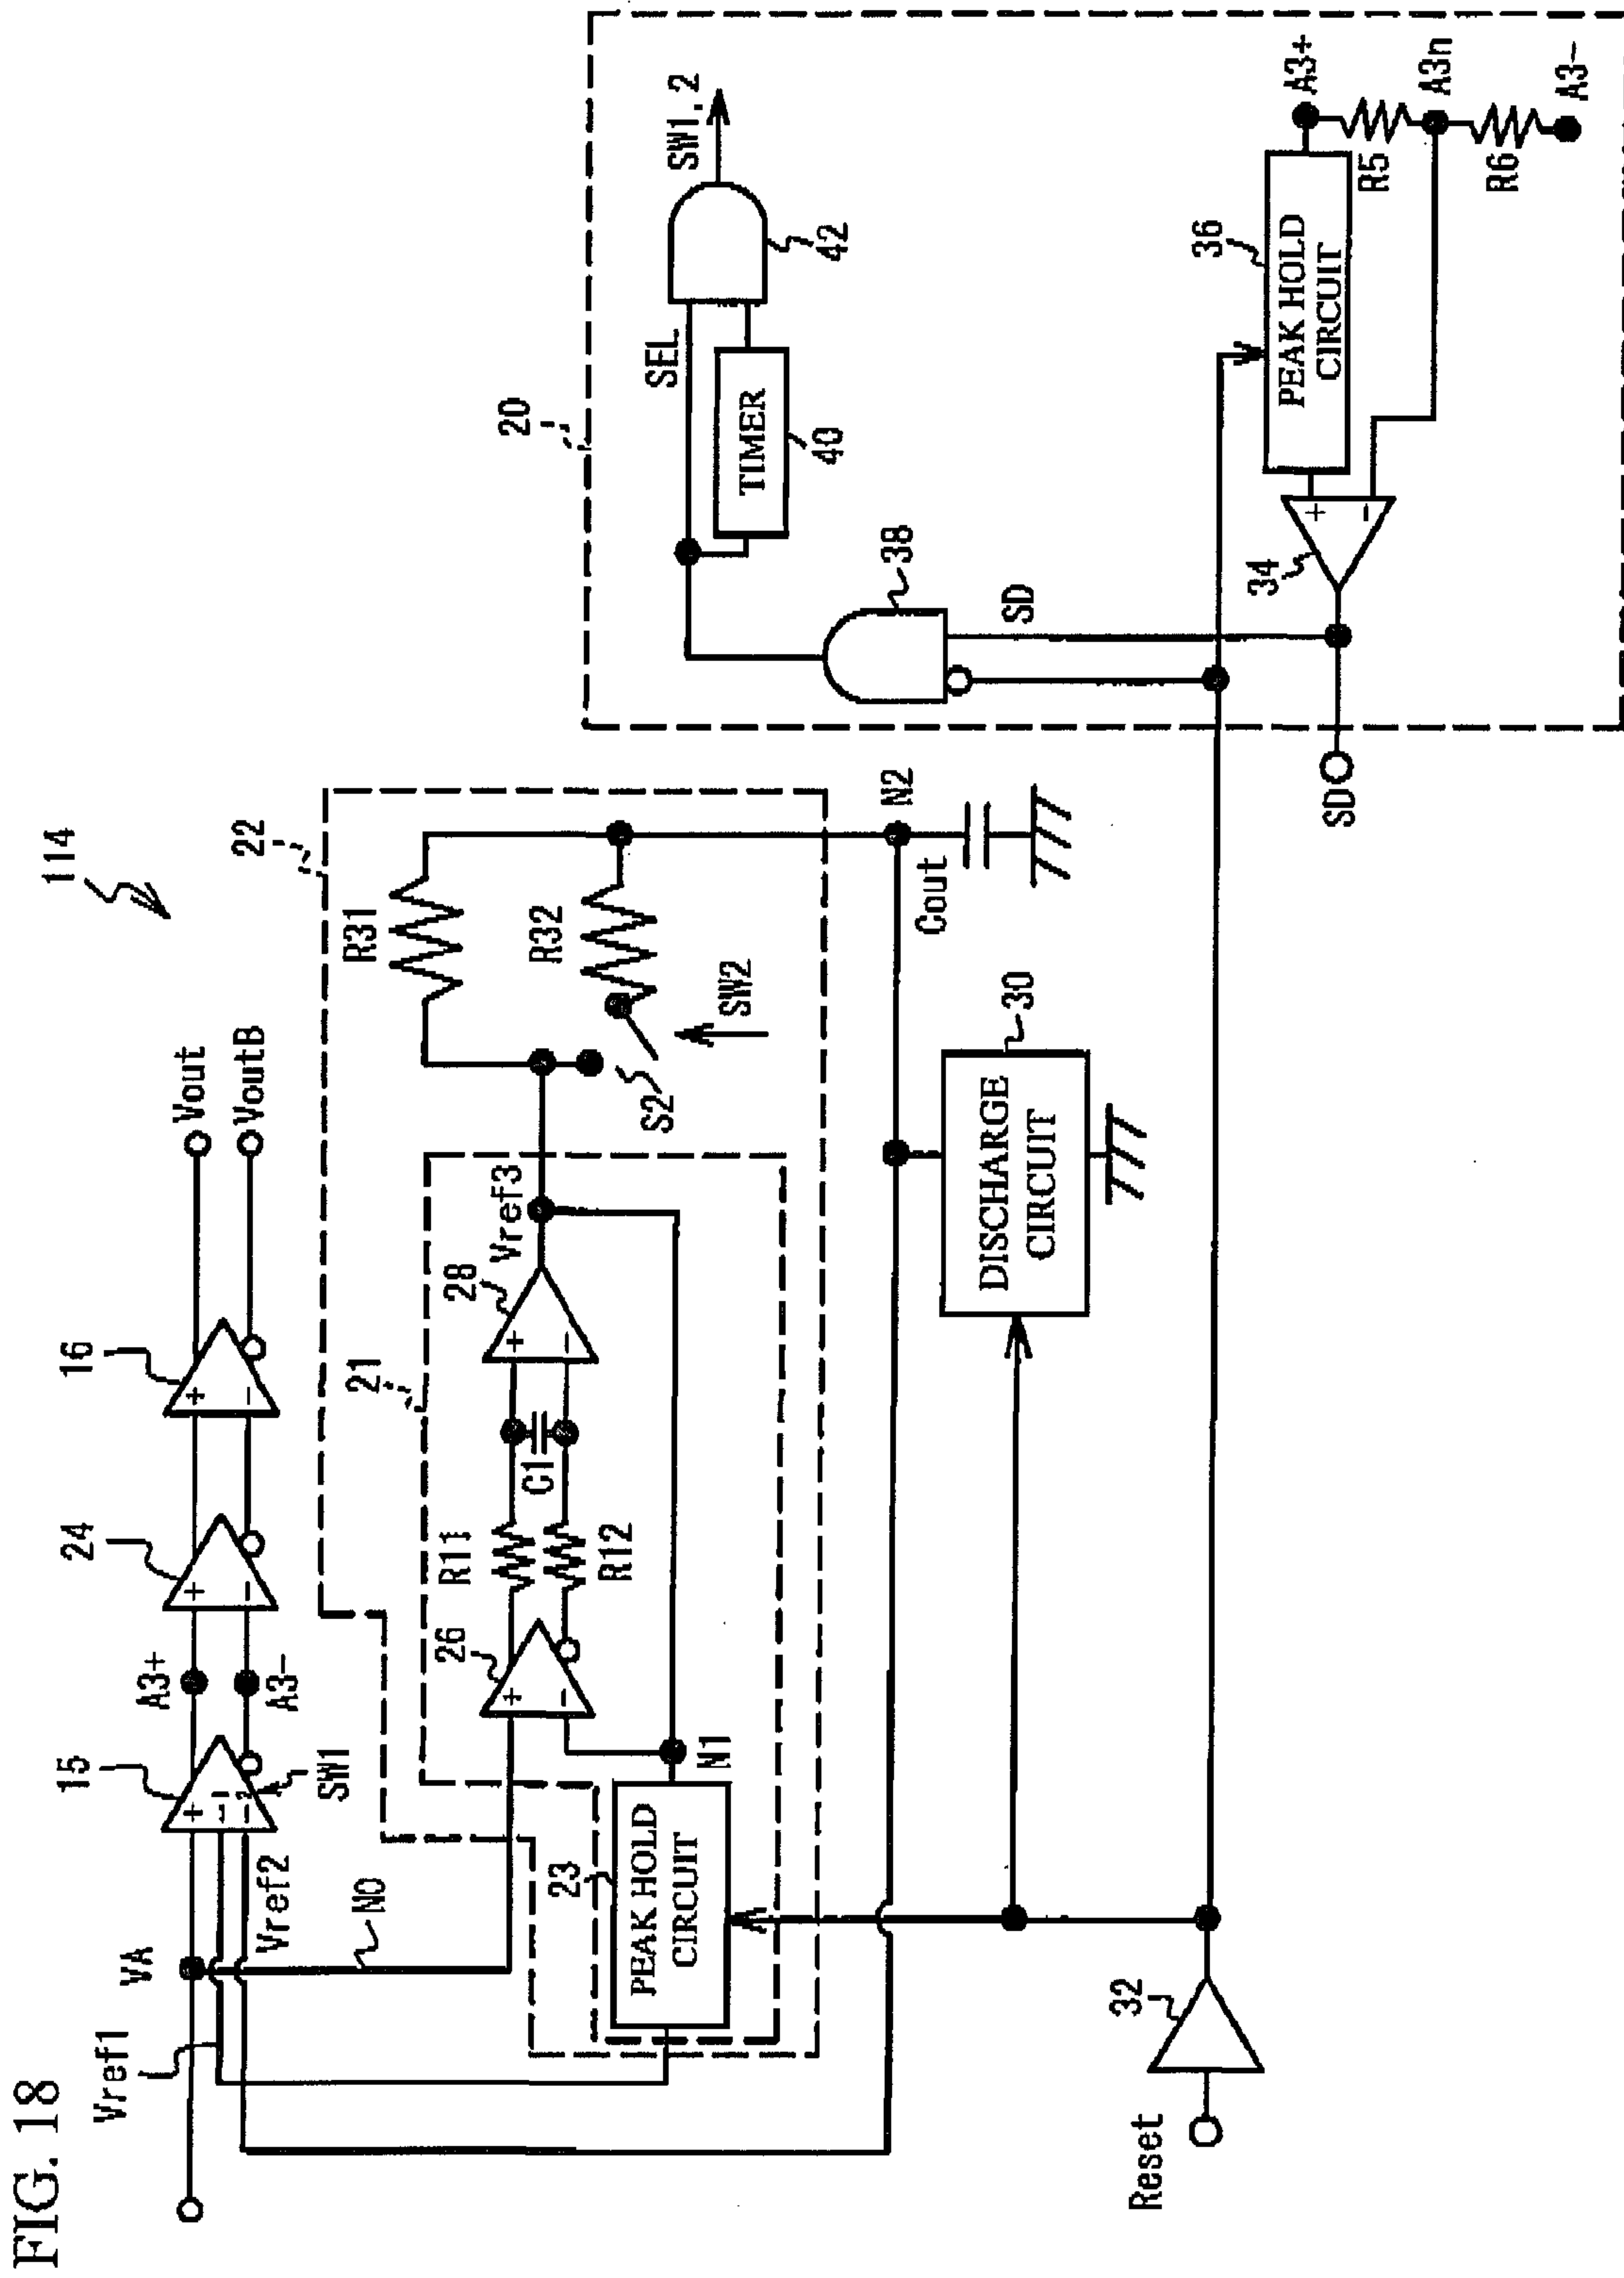 FIG. 18
114
Vref1
VA
Vref2
N0
15
SW1
A3+
A3-
24
16
Vout
VoutB
22
21
26
R11
R12
C1
28
Vref3
R31
R32
S2
SW2
23
PEAK HOLD
CIRCUIT
N1
N2
Cout
DISCHARGE
CIRCUIT
30
Reset
32
20
SEL
TIMER
40
42
SW1,2
38
SD
SD
34
36
PEAK HOLD
CIRCUIT
A3+
R5
A3n
R6
A3-
+
-
-
+
-
+
-
+
-
+
-
+
-